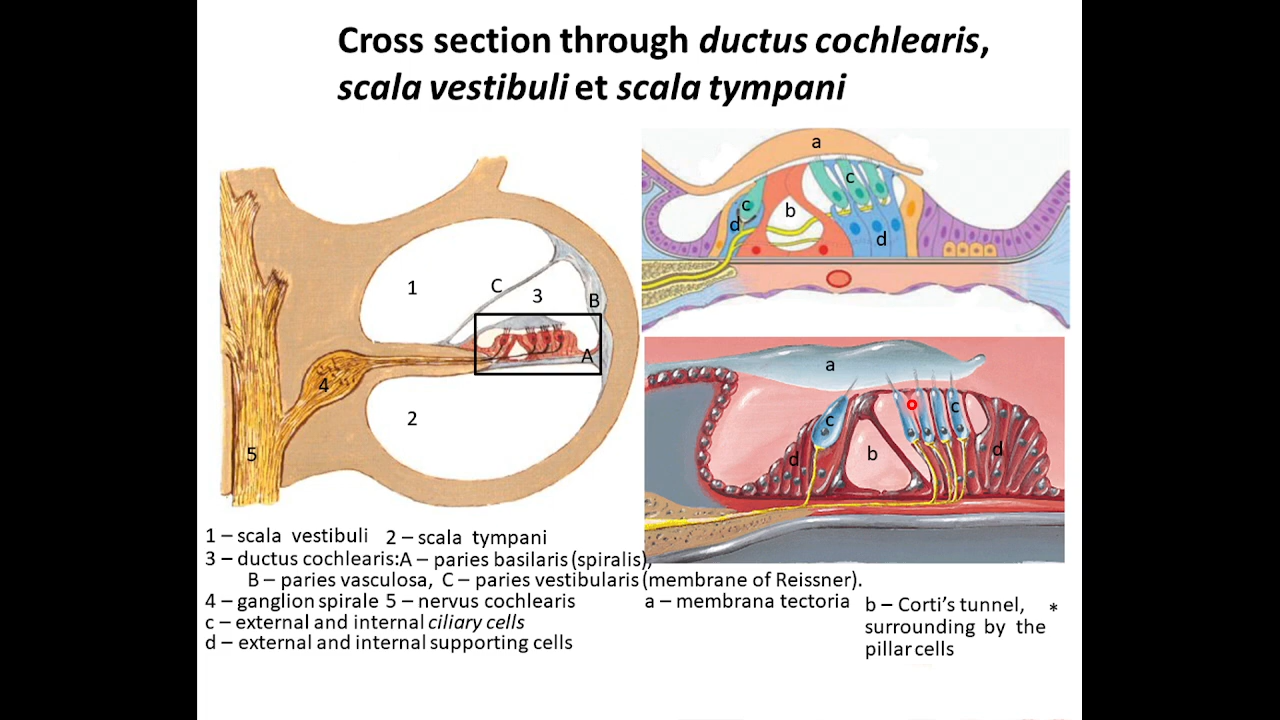 Cross section through ductus cochlearis,
scala vestibuli et scala tympani
1
C
3
B
A
2
4
5
a
c
c
b
d
d
a
c
c
b
d
d
1 – scala vestibuli 2 – scala tympani
3 – ductus cochlearis:A – paries basilaris (spiralis),
B – paries vasculosa, C – paries vestibularis (membrane of Reissner).
4 – ganglion spirale 5 – nervus cochlearis
c – external and internal ciliary cells
d – external and internal supporting cells
a – membrana tectoria
b – Corti's tunnel, *
surrounding by the
pillar cells